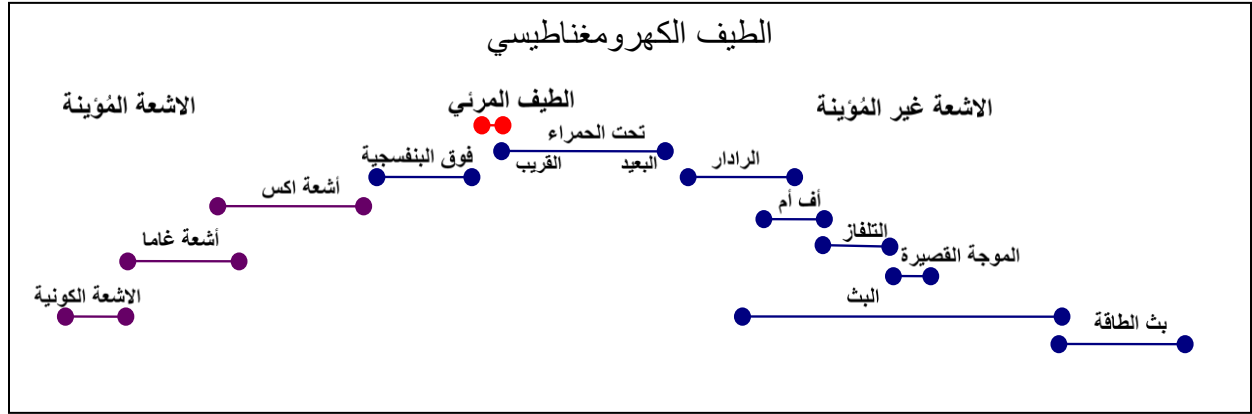 الطيف الكهرومغناطيسي
الاشعة غير المُؤينة
الطيف المرئي
الاشعة المُؤينة
تحت الحمراء
القريب
البعيد
الرادار
فوق البنفسجية
أشعة اكس
أف أم
أشعة غاما
التلفاز
الموجة القصيرة
البث
الاشعة الكونية
بث الطاقة